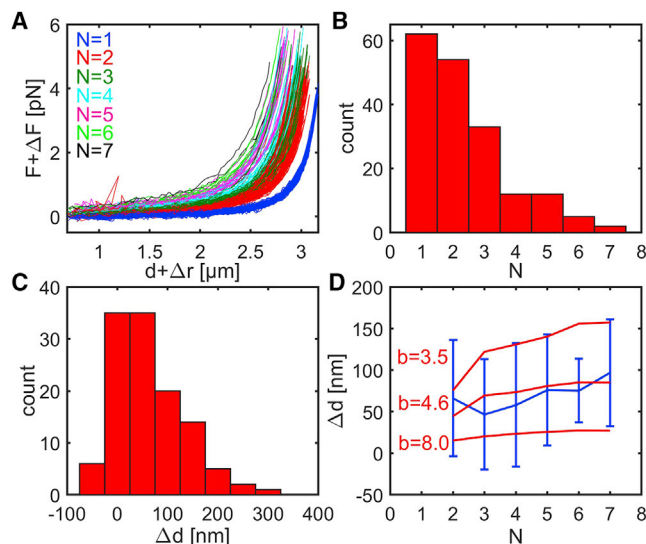 A
6
4
2
0
F+ΔF [pN]
N=1
N=2
N=3
N=4
N=5
N=6
N=7
1 1.5 2 2.5 3
d+Δr [μm]
B
60
40
20
0
count
0 1 2 3 4 5 6 7 8
N
C
40
30
20
10
0
count
-100 0 100 200 300 400
Δd [nm]
D
200
150
100
50
0
-50
Δd [nm]
b=3.5
b=4.6
b=8.0
0 1 2 3 4 5 6 7 8
N